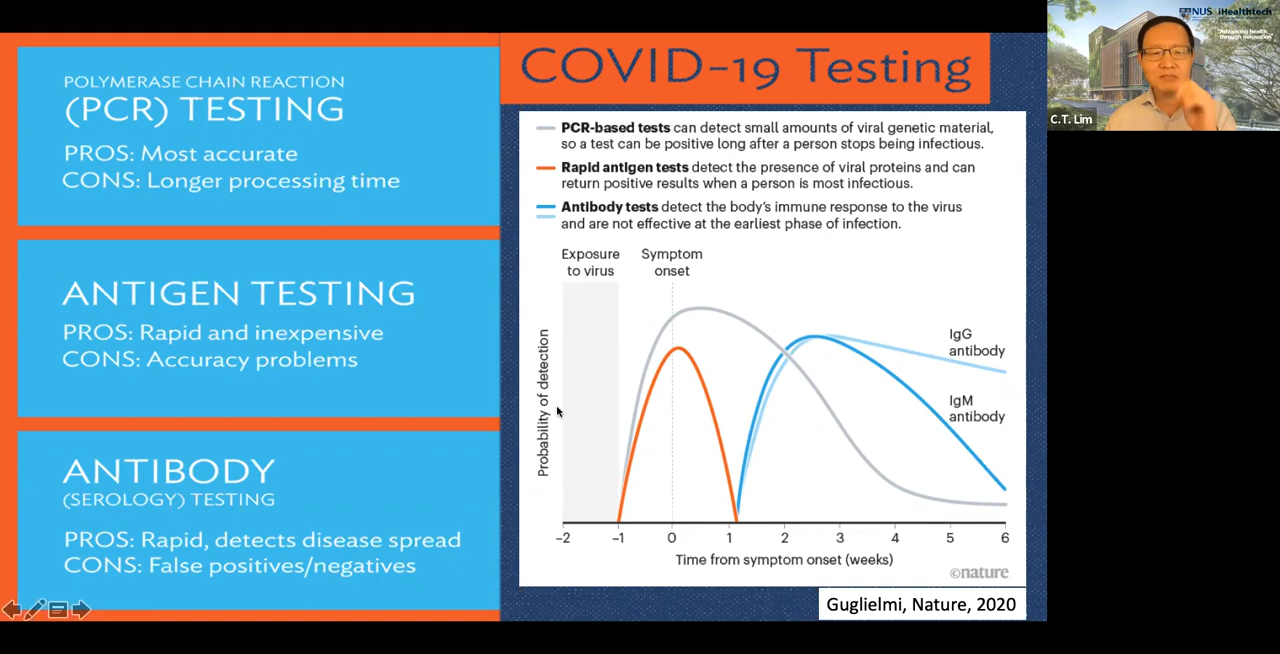 POLYMERASE CHAIN REACTION
(PCR) TESTING
PROS: Most accurate
CONS: Longer processing time
ANTIGEN TESTING
PROS: Rapid and inexpensive
CONS: Accuracy problems
ANTIBODY
(SEROLOGY) TESTING
PROS: Rapid, detects disease spread
CONS: False positives/negatives
COVID-19 Testing
PCR-based tests can detect small amounts of viral genetic material,
so a test can be positive long after a person stops being infectious.
Rapid antigen tests detect the presence of viral proteins and can
return positive results when a person is most infectious.
Antibody tests detect the body's immune response to the virus
and are not effective at the earliest phase of infection.
Exposure
to virus
Symptom
onset
Probability of detection
IgG
antibody
IgM
antibody
-2 -1 0 1 2 3 4 5 6
Time from symptom onset (weeks)
©nature
Guglielmi, Nature, 2020
NUS iHealthtech
"Advancing health
through innovation"
C.T. Lim